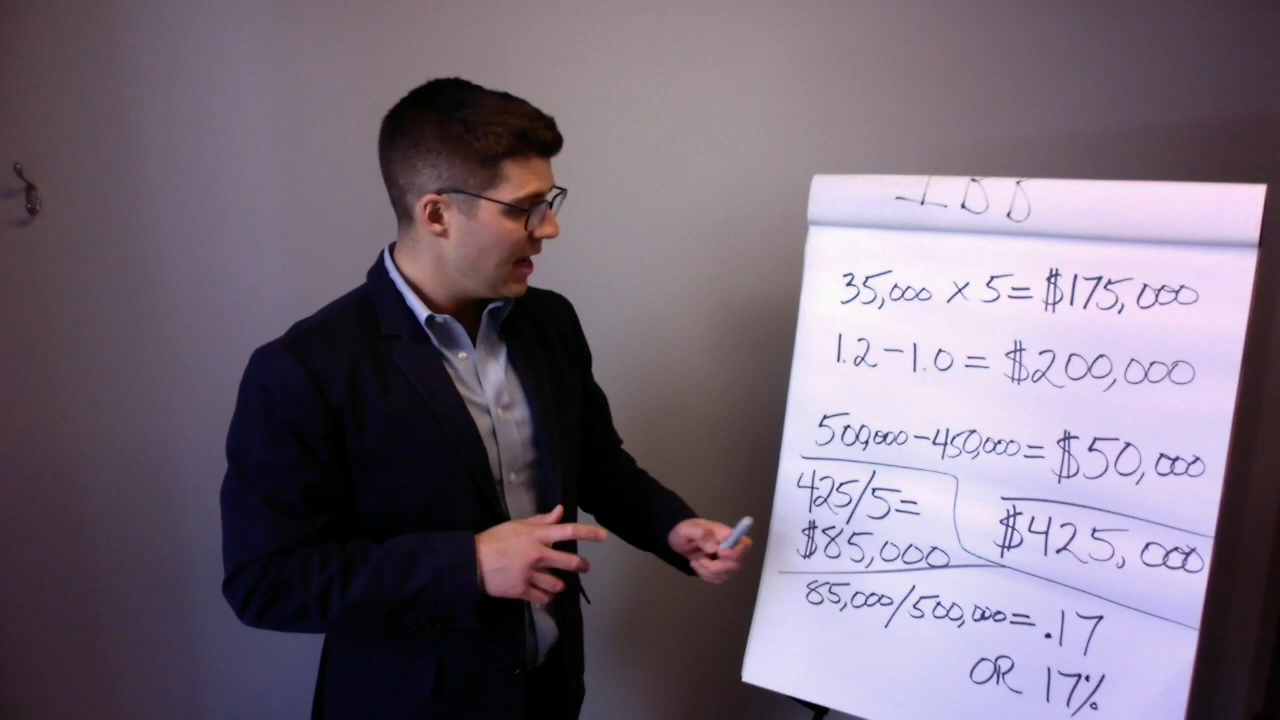 35,000 × 5 = $175,000
1.2 - 1.0 = $200,000
500,000 - 450,000 = $50,000
$425,000
425/5 =
$85,000
85,000/500,000 = .17
OR 17%